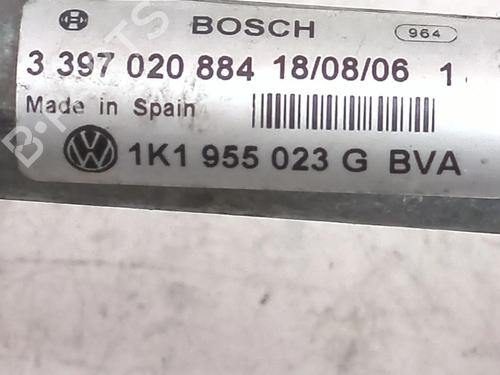 BOSCH 964
3 397 020 884 18/08/06 1
Made in Spain
1K1 955 023 G BVA